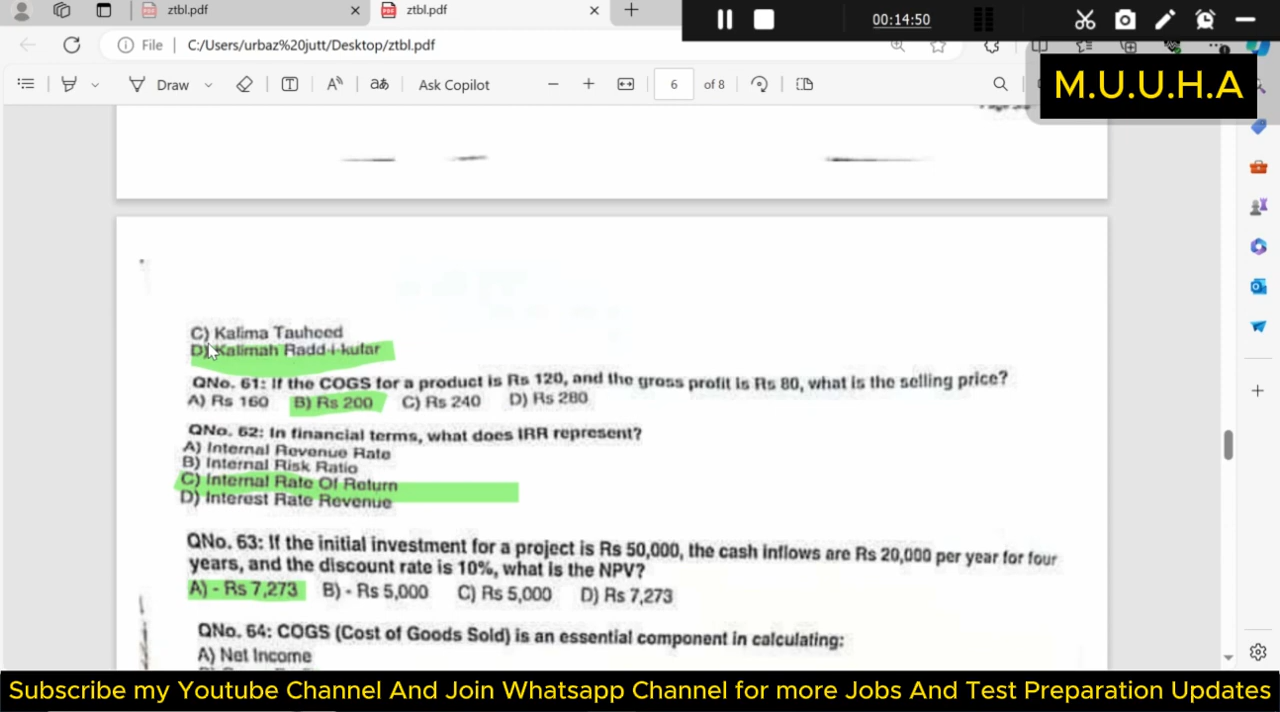 ztbl.pdf
ztbl.pdf
00:14:50
File
C:/Users/urbaz%20jutt/Desktop/ztbl.pdf
Draw
Ask Copilot
6
of 8
M.U.U.H.A
C) Kalima Tauheed
D) Kalimah Radd-i-kufar
QNo. 61: If the COGS for a product is Rs 120, and the gross profit is Rs 80, what is the selling price?
A) Rs 160 B) Rs 200 C) Rs 240 D) Rs 280
QNo. 62: In financial terms, what does IRR represent?
A) Internal Revenue Rate
B) Internal Risk Ratio
C) Internal Rate Of Return
D) Interest Rate Revenue
QNo. 63: If the initial investment for a project is Rs 50,000, the cash inflows are Rs 20,000 per year for four
years, and the discount rate is 10%, what is the NPV?
A) - Rs 7,273 B) - Rs 5,000 C) Rs 5,000 D) Rs 7,273
QNo. 64: COGS (Cost of Goods Sold) is an essential component in calculating:
A) Net Income
Subscribe my Youtube Channel And Join Whatsapp Channel for more Jobs And Test Preparation Updates